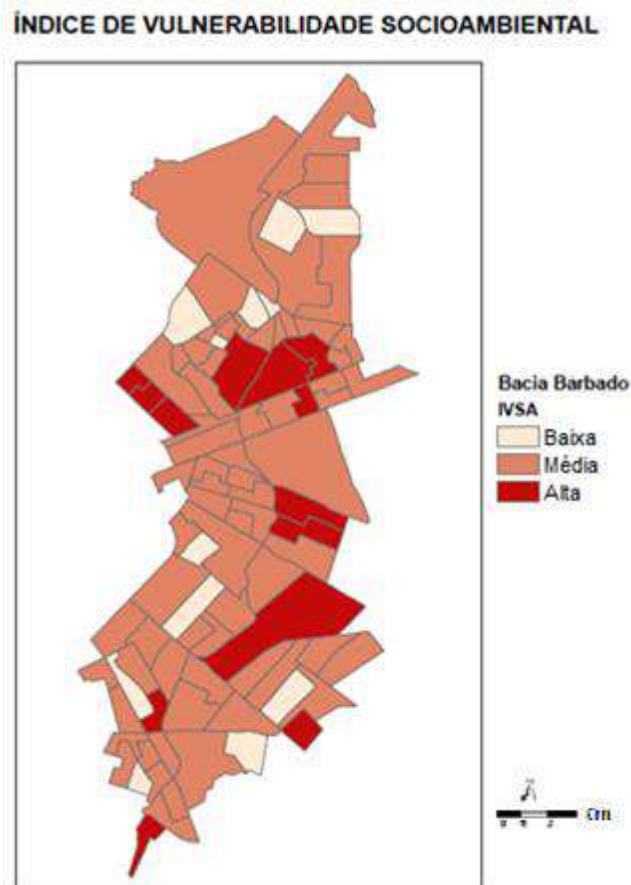 ÍNDICE DE VULNERABILIDADE SOCIOAMBIENTAL
Bacia Barbado
IVSA
Baixa
Média
Alta